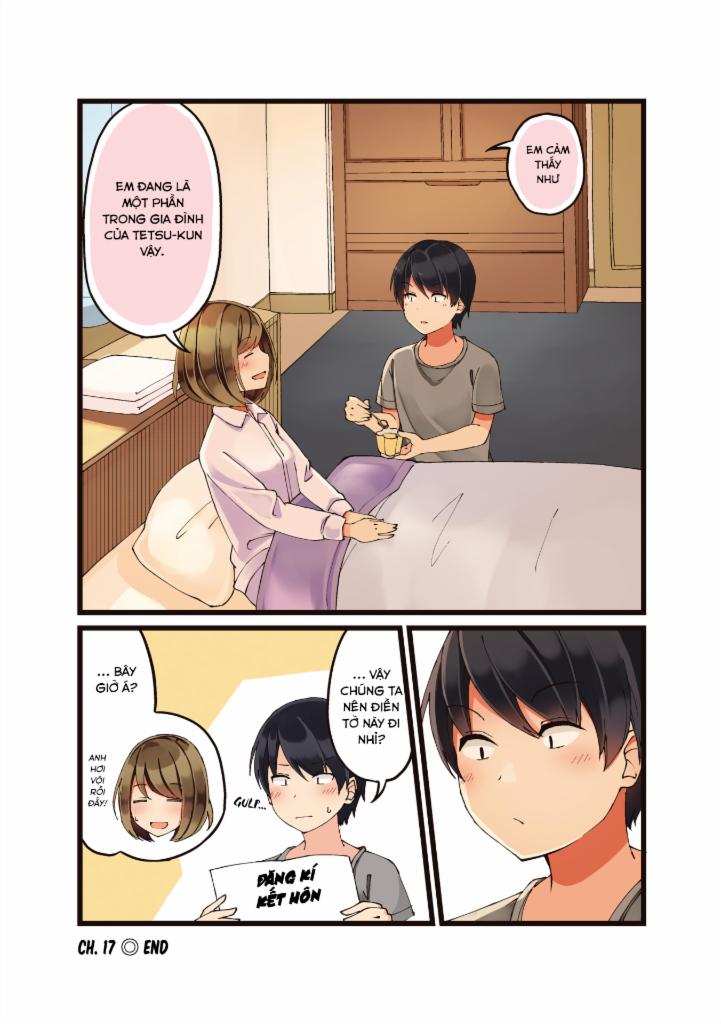 EM CẢM
THẤY
NHƯ
EM ĐANG LÀ
MỘT PHẦN
TRONG GIA ĐÌNH
CỦA TETSU-KUN
VẬY.
... VẬY
CHÚNG TA
NÊN ĐIỀN
TỜ NÀY ĐI
NHỈ?
GULP...
ĐĂNG KÍ
KẾT HÔN
... BÂY
GIỜ Á?
ANH
HƠI
VỘI
RỒI
ĐẤY!
CH. 17 ◎ END